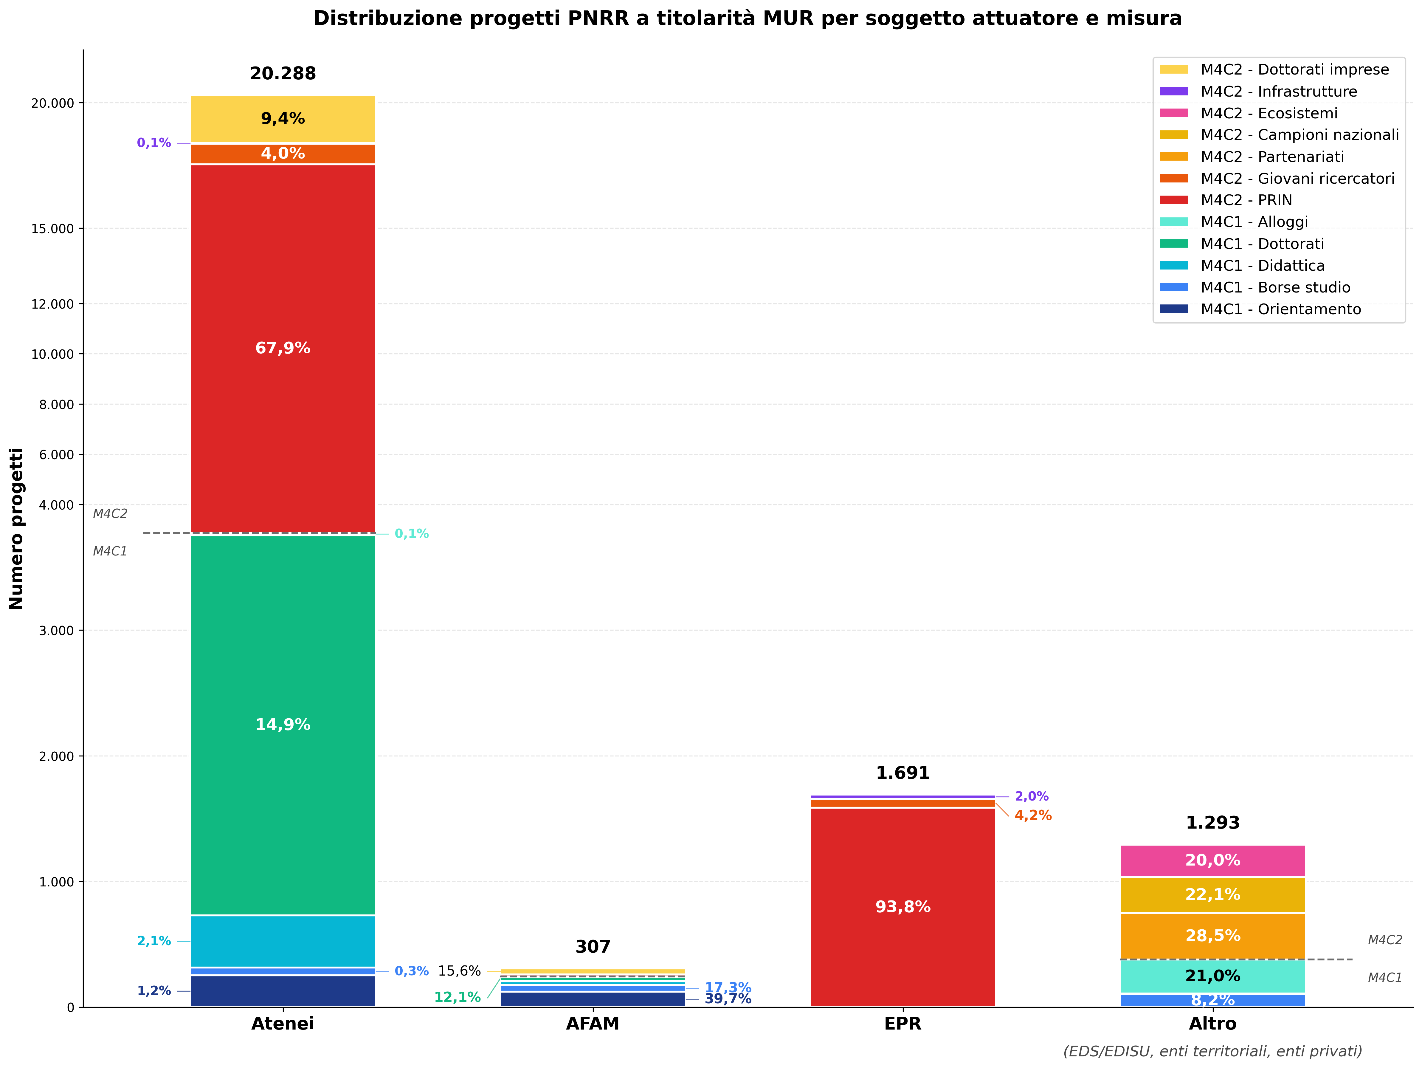 Distribuzione progetti PNRR a titolarità MUR per soggetto attuatore e misura
Numero progetti
20.000
15.000
12.000
10.000
8.000
6.000
4.000
3.000
2.000
1.000
0
M4C2
M4C1
20.288
9,4%
0,1%
4,0%
67,9%
0,1%
14,9%
2,1%
0,3%
1,2%
307
15,6%
12,1%
17,3%
39,7%
1.691
2,0%
4,2%
93,8%
1.293
20,0%
22,1%
28,5%
21,0%
8,2%
M4C2
M4C1
M4C2 - Dottorati imprese
M4C2 - Infrastrutture
M4C2 - Ecosistemi
M4C2 - Campioni nazionali
M4C2 - Partenariati
M4C2 - Giovani ricercatori
M4C2 - PRIN
M4C1 - Alloggi
M4C1 - Dottorati
M4C1 - Didattica
M4C1 - Borse studio
M4C1 - Orientamento
Atenei
AFAM
EPR
Altro
(EDS/EDISU, enti territoriali, enti privati)